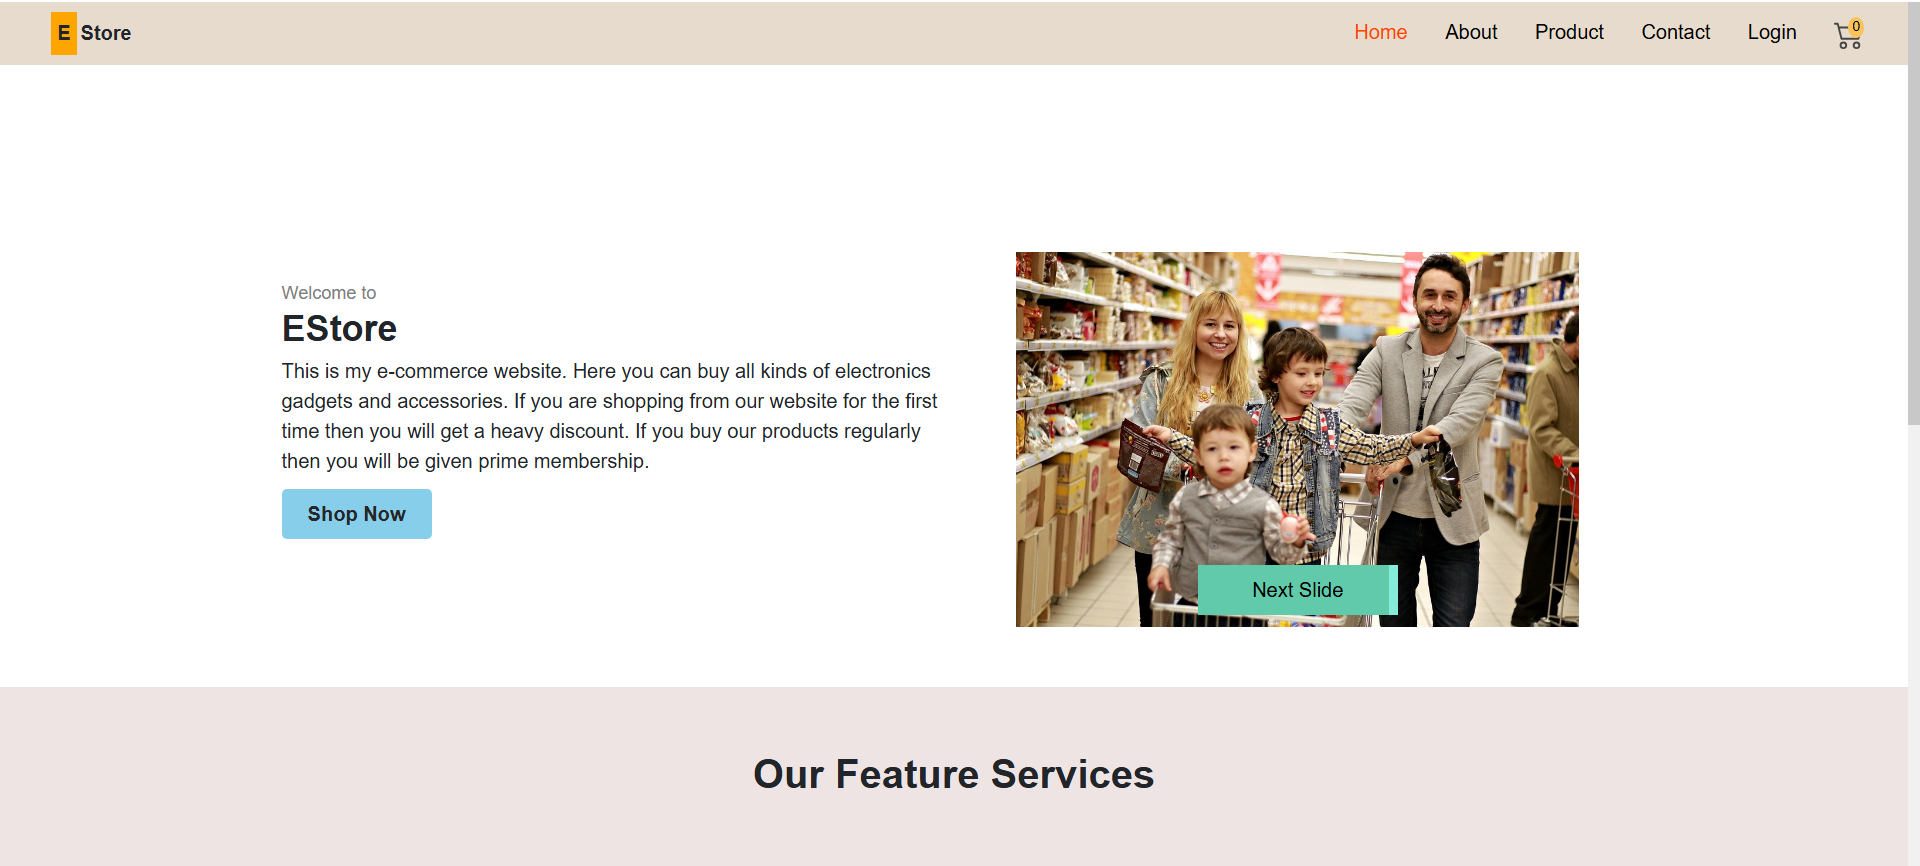 E Store
Home About Product Contact Login 0
Welcome to
EStore
This is my e-commerce website. Here you can buy all kinds of electronics
gadgets and accessories. If you are shopping from our website for the first
time then you will get a heavy discount. If you buy our products regularly
then you will be given prime membership.
Shop Now
Next Slide
Our Feature Services